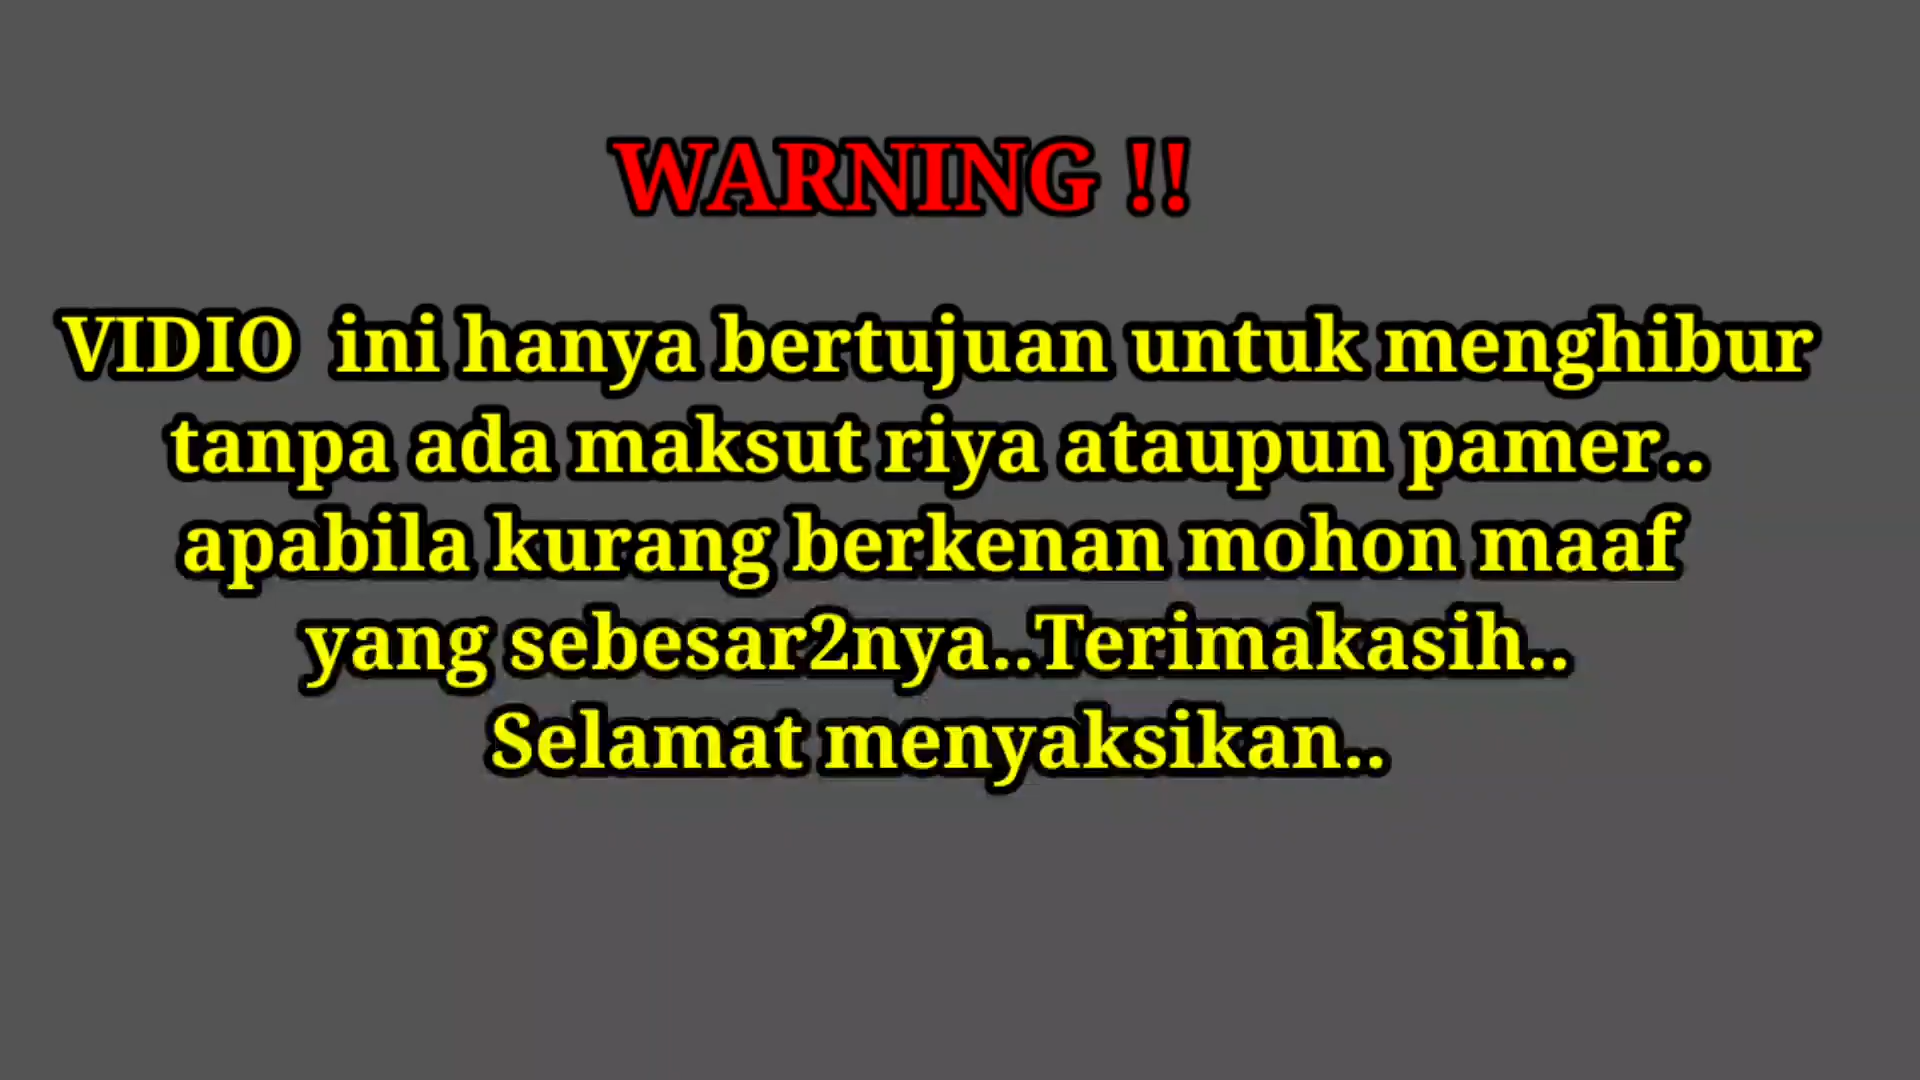 WARNING !!
VIDIO ini hanya bertujuan untuk menghibur
tanpa ada maksut riya ataupun pamer..
apabila kurang berkenan mohon maaf
yang sebesar2nya..Terimakasih..
Selamat menyaksikan..